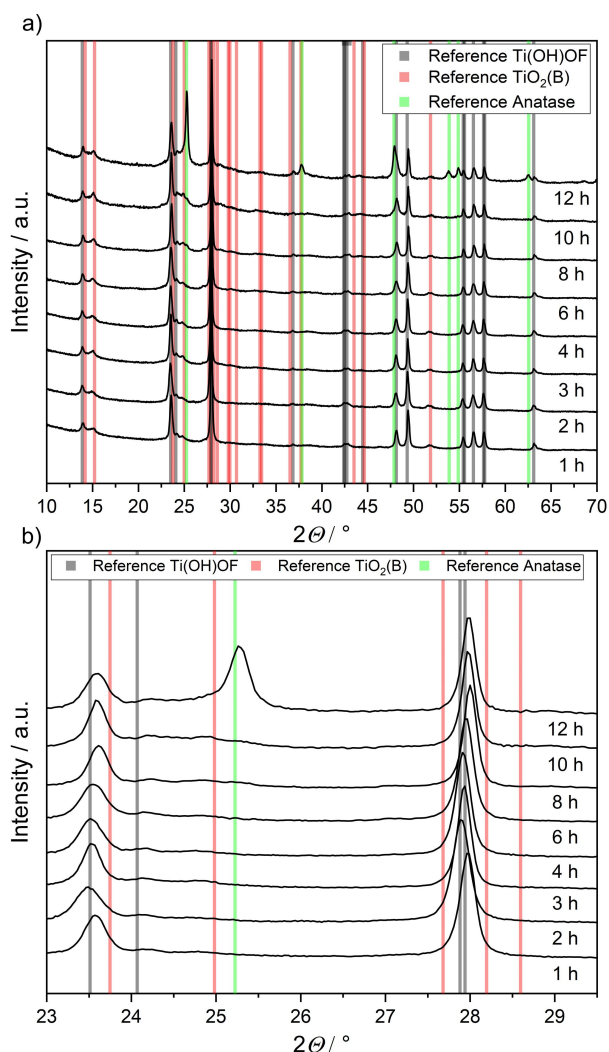 a)
Reference Ti(OH)OF
Reference TiO₂(B)
Reference Anatase
Intensity / a.u.
12 h
10 h
8 h
6 h
4 h
3 h
2 h
1 h
10 15 20 25 30 35 40 45 50 55 60 65 70
2Θ / °
b)
Reference Ti(OH)OF Reference TiO₂(B) Reference Anatase
Intensity / a.u.
12 h
10 h
8 h
6 h
4 h
3 h
2 h
1 h
23 24 25 26 27 28 29
2Θ / °